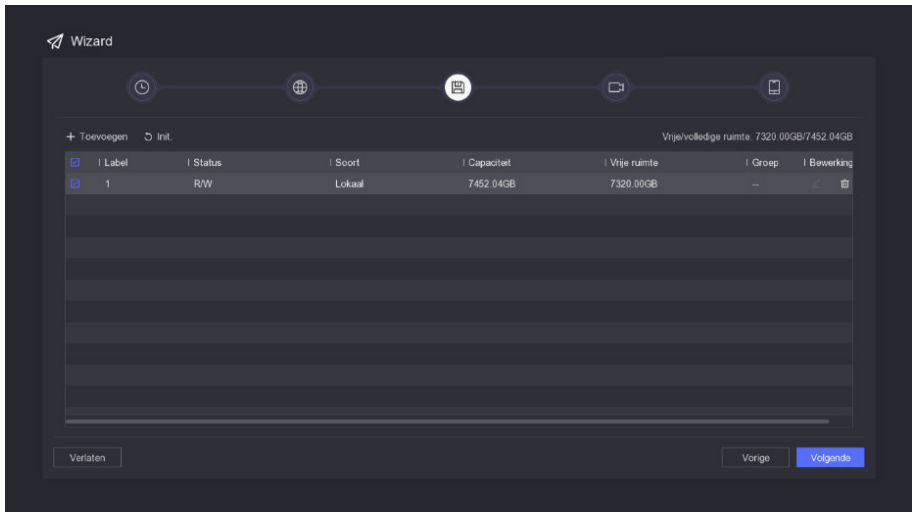 Wizard
Toevoegen Init. Vrije/volledige ruimte: 7320.00GB/7452.04GB
Label Status Soort Capaciteit Vrije ruimte Groep Bewerking
1 R/W Lokaal 7452.04GB 7320.00GB --
Verlaten Vorige Volgende